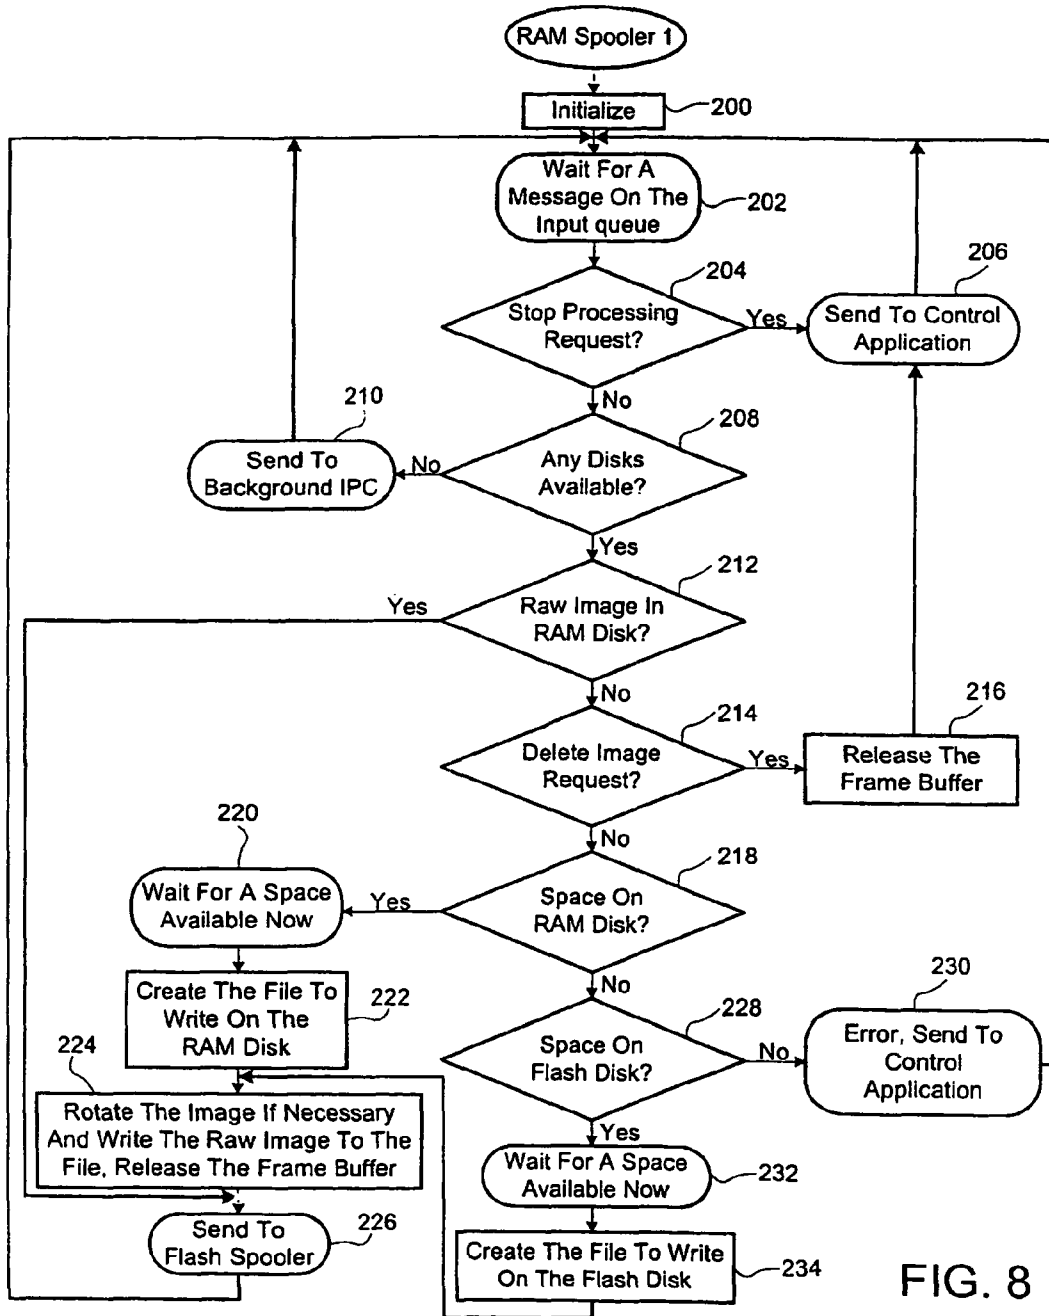 RAM Spooler 1
Initialize
200
Wait For A
Message On The
Input queue
202
204
Stop Processing
Request?
Yes
206
Send To Control
Application
No
210
Send To
Background IPC
No
208
Any Disks
Available?
Yes
212
Yes
Raw Image In
RAM Disk?
No
214
Delete Image
Request?
Yes
216
Release The
Frame Buffer
No
220
Wait For A Space
Available Now
Yes
218
Space On
RAM Disk?
No
Create The File To
Write On The
RAM Disk
222
228
Space On
Flash Disk?
No
230
Error, Send To
Control
Application
224
Rotate The Image If Necessary
And Write The Raw Image To The
File, Release The Frame Buffer
Yes
Wait For A Space
Available Now
232
Send To
Flash Spooler
226
Create The File To Write
On The Flash Disk
234
FIG. 8